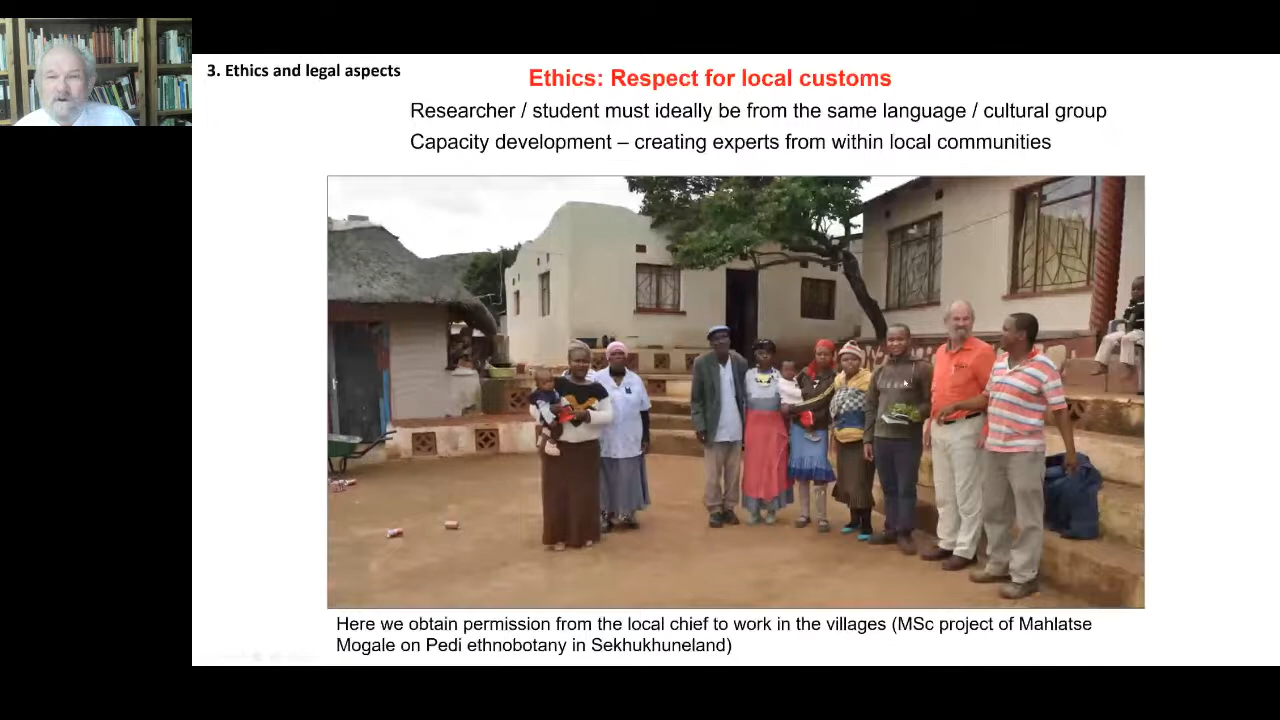 3. Ethics and legal aspects
Ethics: Respect for local customs
Researcher / student must ideally be from the same language / cultural group
Capacity development – creating experts from within local communities
Here we obtain permission from the local chief to work in the villages (MSc project of Mahlatse
Mogale on Pedi ethnobotany in Sekhukhuneland)